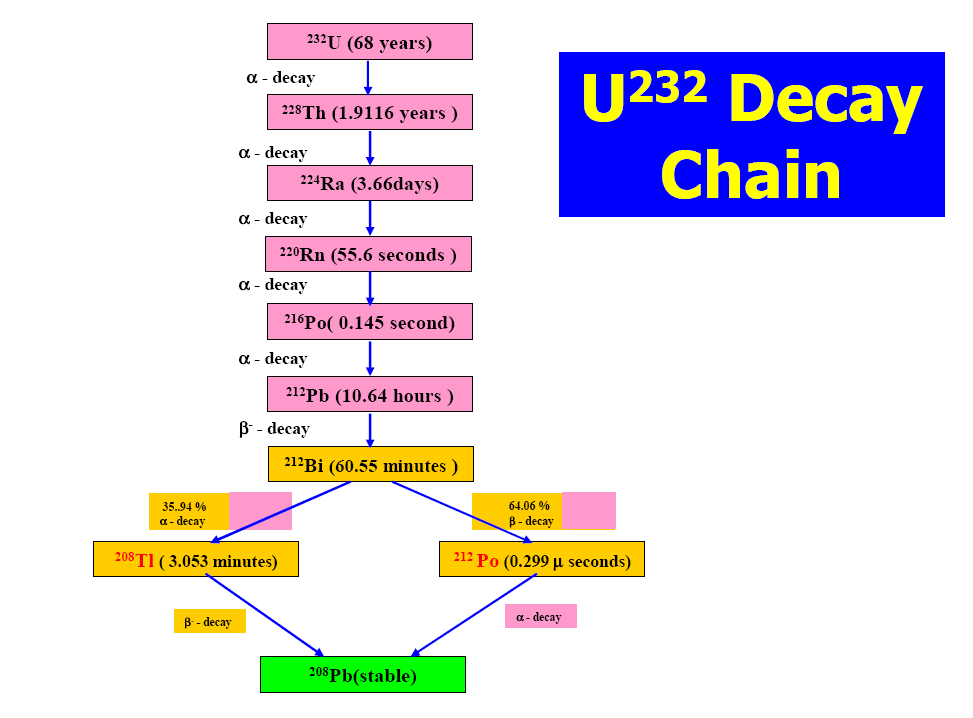 U²³² Decay
Chain
²³²U (68 years)
α - decay
²²⁸Th (1.9116 years )
α - decay
²²⁴Ra (3.66days)
α - decay
²²⁰Rn (55.6 seconds )
α - decay
²¹⁶Po( 0.145 second)
α - decay
²¹²Pb (10.64 hours )
β⁻ - decay
²¹²Bi (60.55 minutes )
35..94 %
α - decay
64.06 %
β - decay
²⁰⁸Tl ( 3.053 minutes)
²¹² Po (0.299 μ seconds)
β⁻ - decay
α - decay
²⁰⁸Pb(stable)